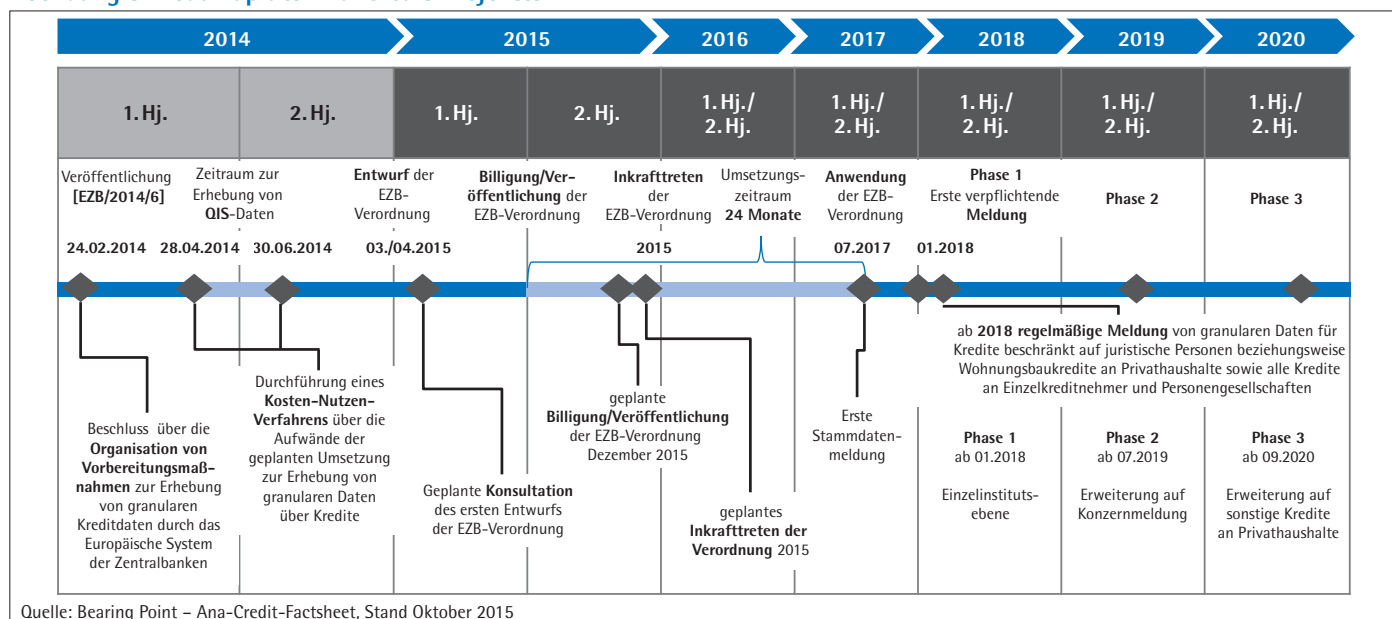 2014
2015
2016
2017
2018
2019
2020
1. Hj.
2. Hj.
1. Hj.
2. Hj.
1. Hj./
2. Hj.
1. Hj./
2. Hj.
1. Hj./
2. Hj.
1. Hj./
2. Hj.
1. Hj./
2. Hj.
Veröffentlichung
[EZB/2014/6]
Zeitraum zur
Erhebung von
QIS-Daten
Entwurf der
EZB-
Verordnung
Billigung/Ver-
öffentlichung der
EZB-Verordnung
Inkrafttreten
der
EZB-Verordnung
Umsetzungs-
zeitraum
24 Monate
Anwendung
der EZB-
Verordnung
Phase 1
Erste verpflichtende
Meldung
Phase 2
Phase 3
24.02.2014
28.04.2014
30.06.2014
03./04.2015
2015
07.2017
01.2018
Beschluss über die
Organisation von
Vorbereitungsmaß-
nahmen zur Erhebung
von granularen
Kreditdaten durch das
Europäische System
der Zentralbanken
Durchführung eines
Kosten-Nutzen-
Verfahrens über die
Aufwände der
geplanten Umsetzung
zur Erhebung von
granularen Daten
über Kredite
Geplante Konsultation
des ersten Entwurfs
der EZB-Verordnung
geplante
Billigung/Veröffentlichung
der EZB-Verordnung
Dezember 2015
geplantes
Inkrafttreten der
Verordnung 2015
Erste
Stammdaten-
meldung
ab 2018 regelmäßige Meldung von granularen Daten für
Kredite beschränkt auf juristische Personen beziehungsweise
Wohnungsbaukredite an Privathaushalte sowie alle Kredite
an Einzelkreditnehmer und Personengesellschaften
Phase 1
ab 01.2018
Einzelinstituts-
ebene
Phase 2
ab 07.2019
Erweiterung auf
Konzernmeldung
Phase 3
ab 09.2020
Erweiterung auf
sonstige Kredite
an Privathaushalte
Quelle: Bearing Point – Ana-Credit-Factsheet, Stand Oktober 2015